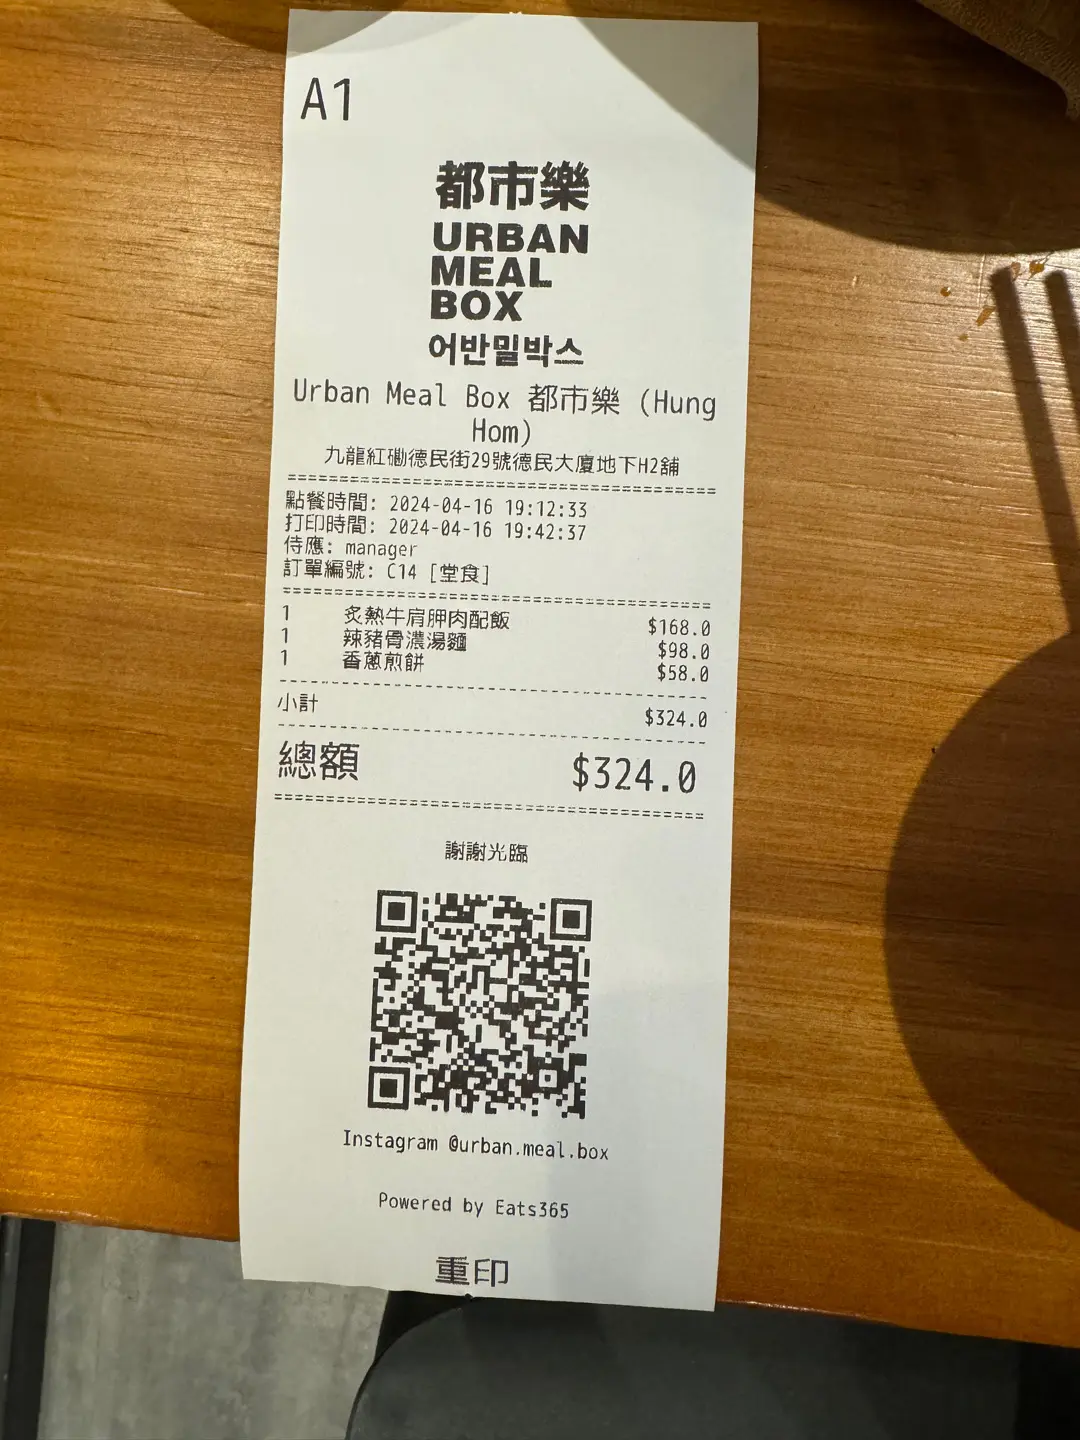 A1
都市樂
URBAN
MEAL
BOX
어반밀박스
Urban Meal Box 都市樂 (Hung
Hom)
九龍紅磡德民街29號德民大廈地下H2舖
點餐時間: 2024-04-16 19:12:33
打印時間: 2024-04-16 19:42:37
侍應: manager
訂單編號: C14 [堂食]
1 炙熱牛肩胛肉配飯 $168.0
1 辣豬骨濃湯麵 $98.0
1 香蔥煎餅 $58.0
小計 $324.0
總額 $324.0
謝謝光臨
Instagram @urban.meal.box
Powered by Eats365
重印